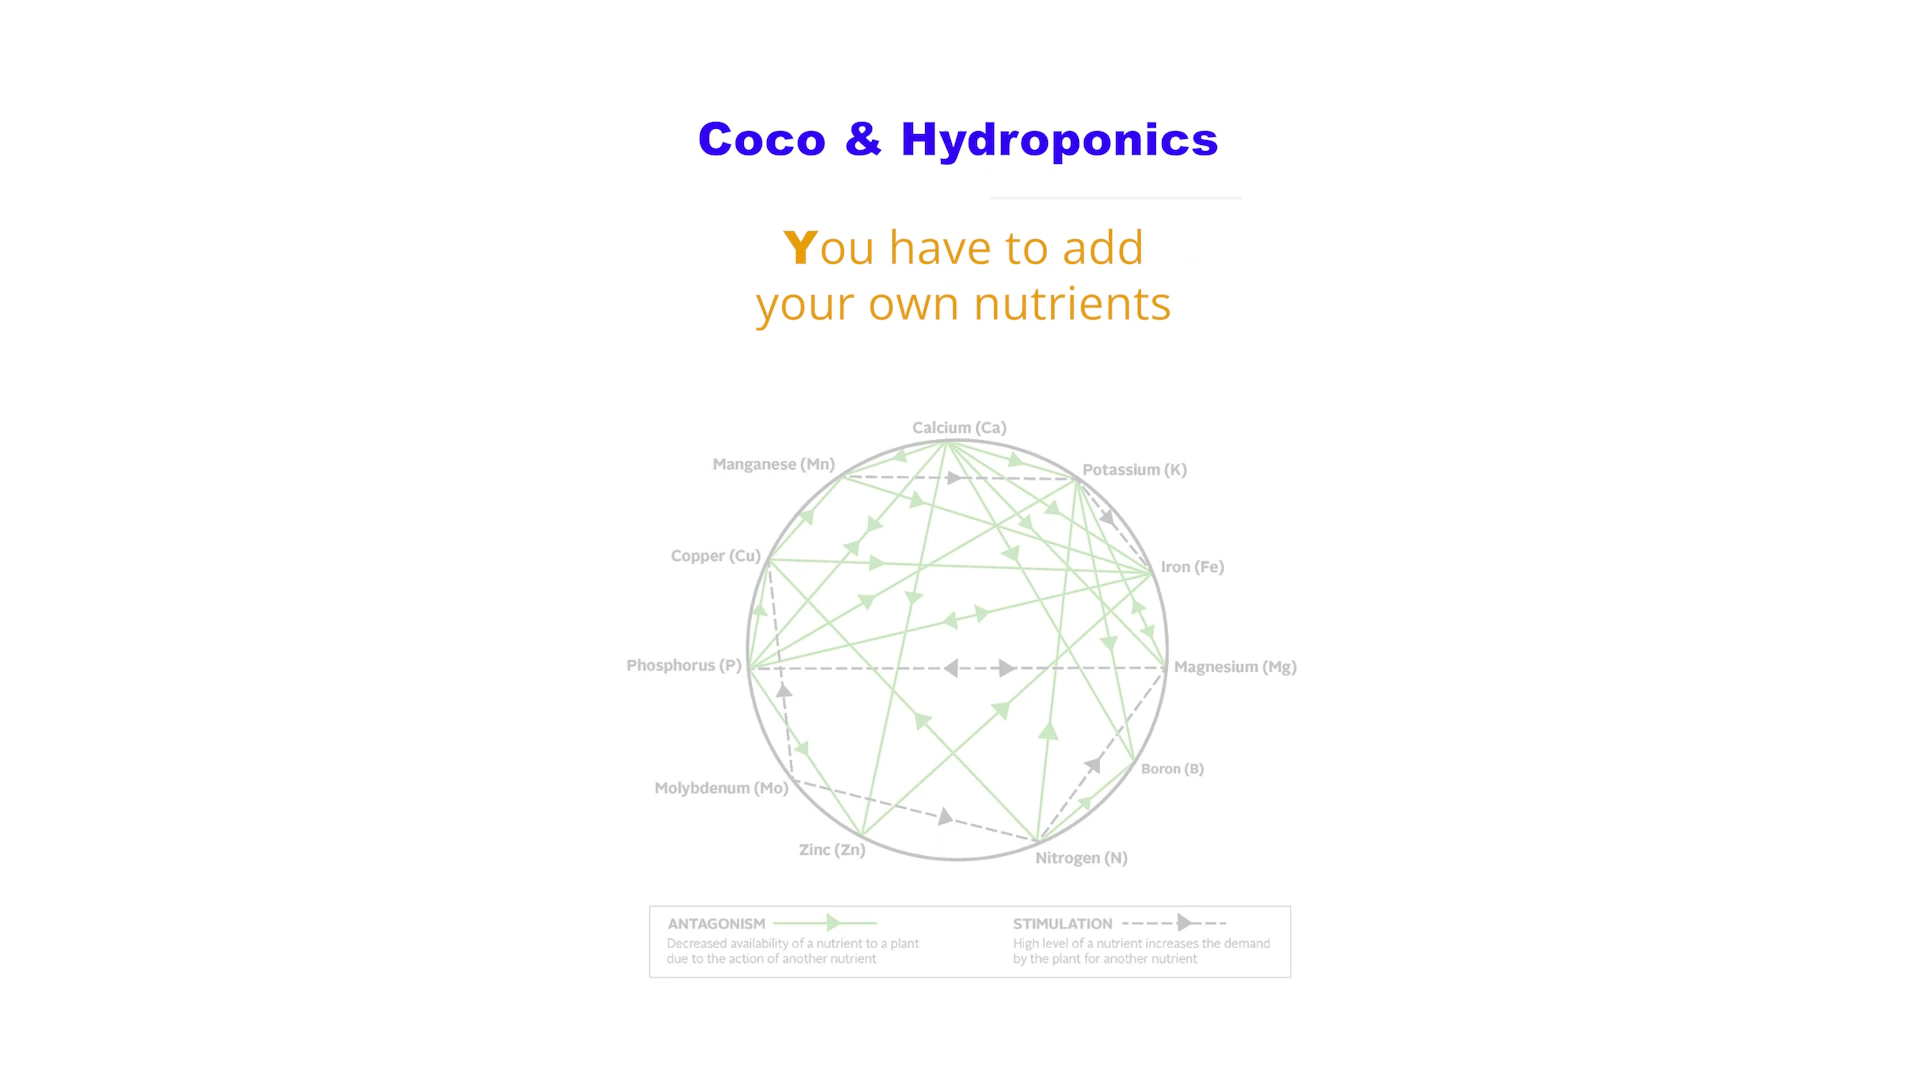 Coco & Hydroponics
You have to add
your own nutrients
Calcium (Ca)
Manganese (Mn)
Potassium (K)
Copper (Cu)
Iron (Fe)
Phosphorus (P)
Magnesium (Mg)
Boron (B)
Molybdenum (Mo)
Zinc (Zn)
Nitrogen (N)
ANTAGONISM
Decreased availability of a nutrient to a plant
due to the action of another nutrient
STIMULATION
High level of a nutrient increases the demand
by the plant for another nutrient